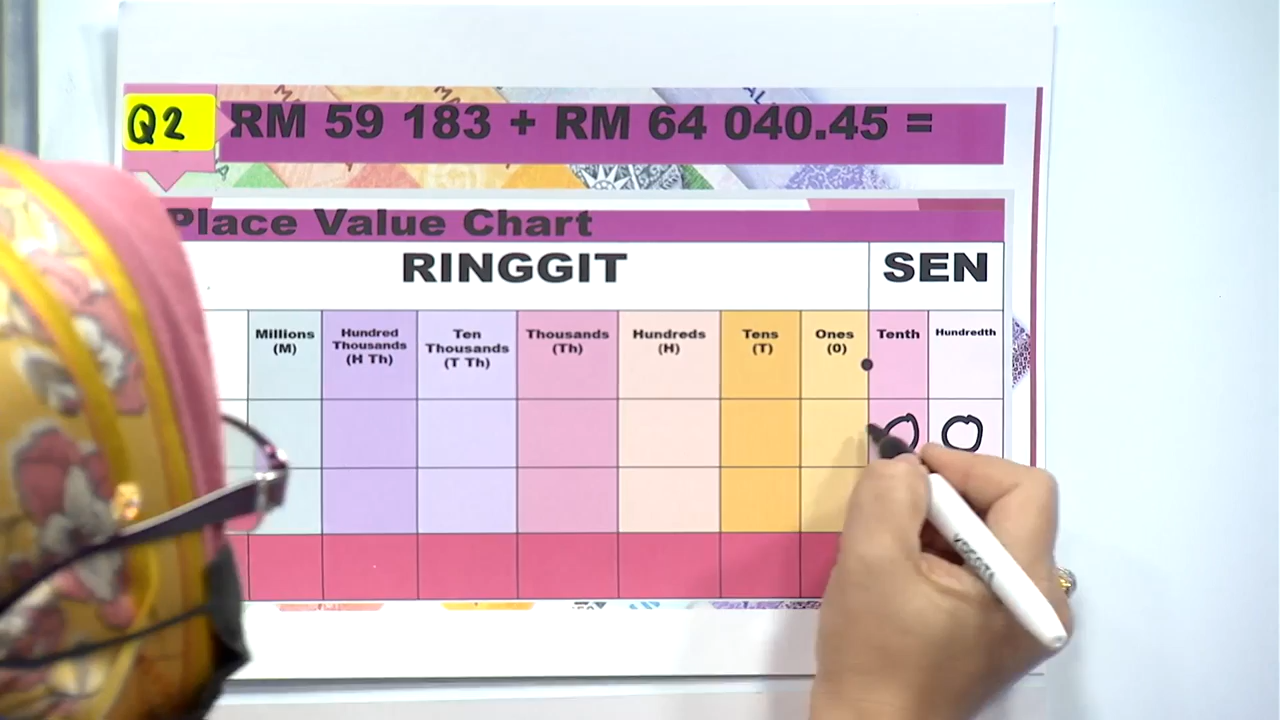 Q2 RM 59 183 + RM 64 040.45 =
Place Value Chart
RINGGIT SEN
Millions (M) Hundred Thousands (H Th) Ten Thousands (T Th) Thousands (Th) Hundreds (H) Tens (T) Ones (0) Tenth Hundredth
0 0